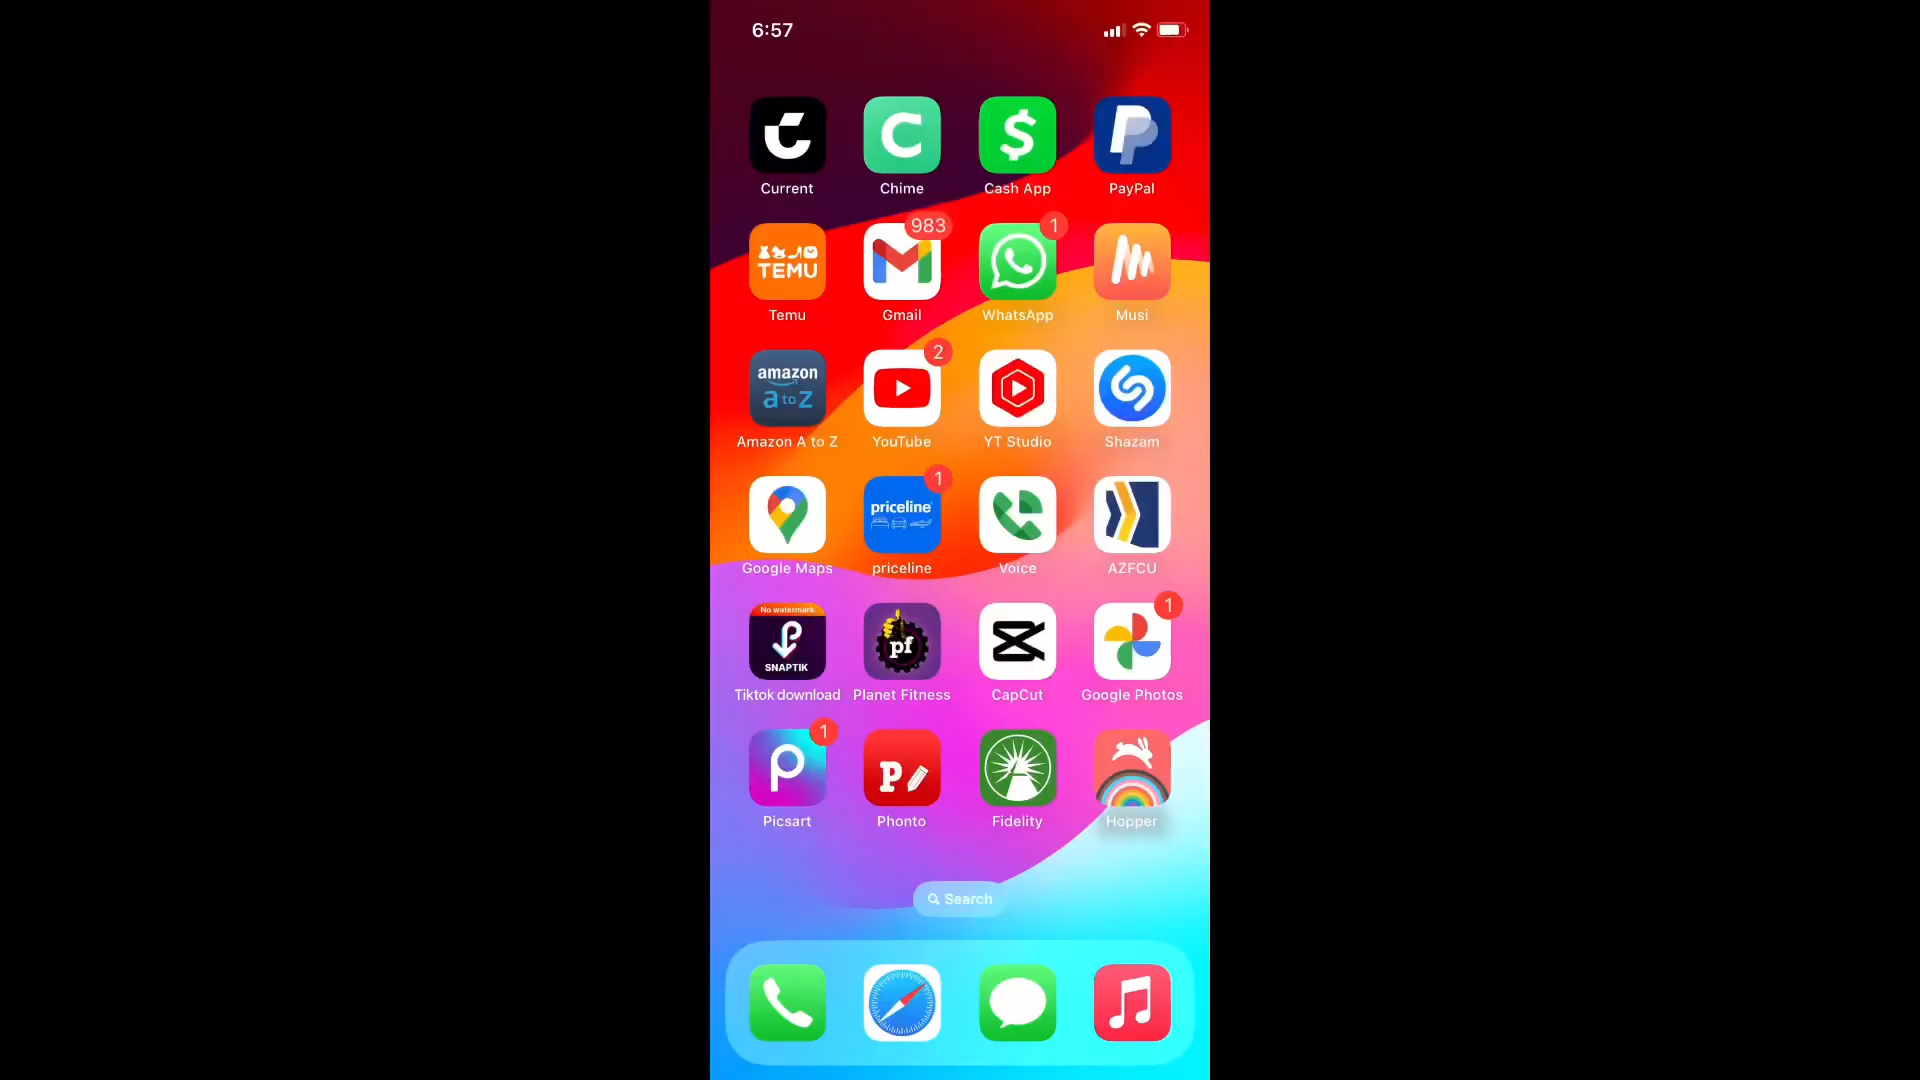 6:57
Current
Chime
Cash App
PayPal
TEMU
983
1
Temu
Gmail
WhatsApp
Musi
amazon
a to z
2
Amazon A to Z
YouTube
YT Studio
Shazam
priceline
1
Google Maps
priceline
Voice
AZFCU
No watermark
SNAPTIK
pf
1
Tiktok download
Planet Fitness
CapCut
Google Photos
1
Picsart
Phonto
Fidelity
Hopper
Search